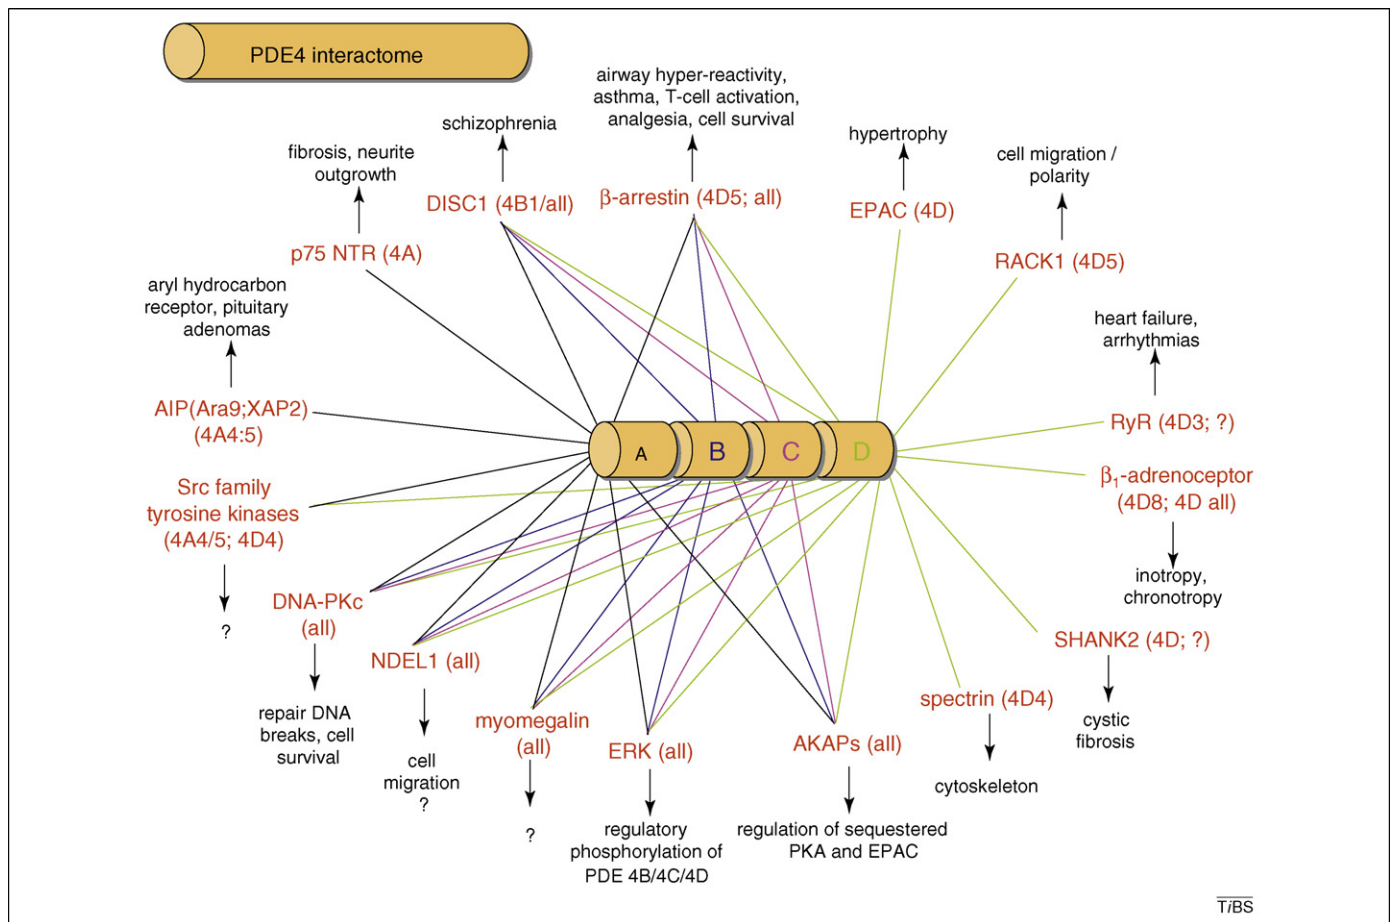 PDE4 interactome
airway hyper-reactivity,
asthma, T-cell activation,
analgesia, cell survival
schizophrenia
hypertrophy
fibrosis, neurite
outgrowth
cell migration /
polarity
DISC1 (4B1/all)
β-arrestin (4D5; all)
EPAC (4D)
p75 NTR (4A)
RACK1 (4D5)
aryl hydrocarbon
receptor, pituitary
adenomas
heart failure,
arrhythmias
AIP(Ara9;XAP2)
(4A4:5)
RyR (4D3; ?)
A
B
C
D
Src family
tyrosine kinases
(4A4/5; 4D4)
β1-adrenoceptor
(4D8; 4D all)
?
inotropy,
chronotropy
DNA-PKc
(all)
SHANK2 (4D; ?)
NDEL1 (all)
spectrin (4D4)
repair DNA
breaks, cell
survival
myomegalin
(all)
ERK (all)
AKAPs (all)
cystic
fibrosis
cell
migration
?
cytoskeleton
?
regulatory
phosphorylation of
PDE 4B/4C/4D
regulation of sequestered
PKA and EPAC
TiBS